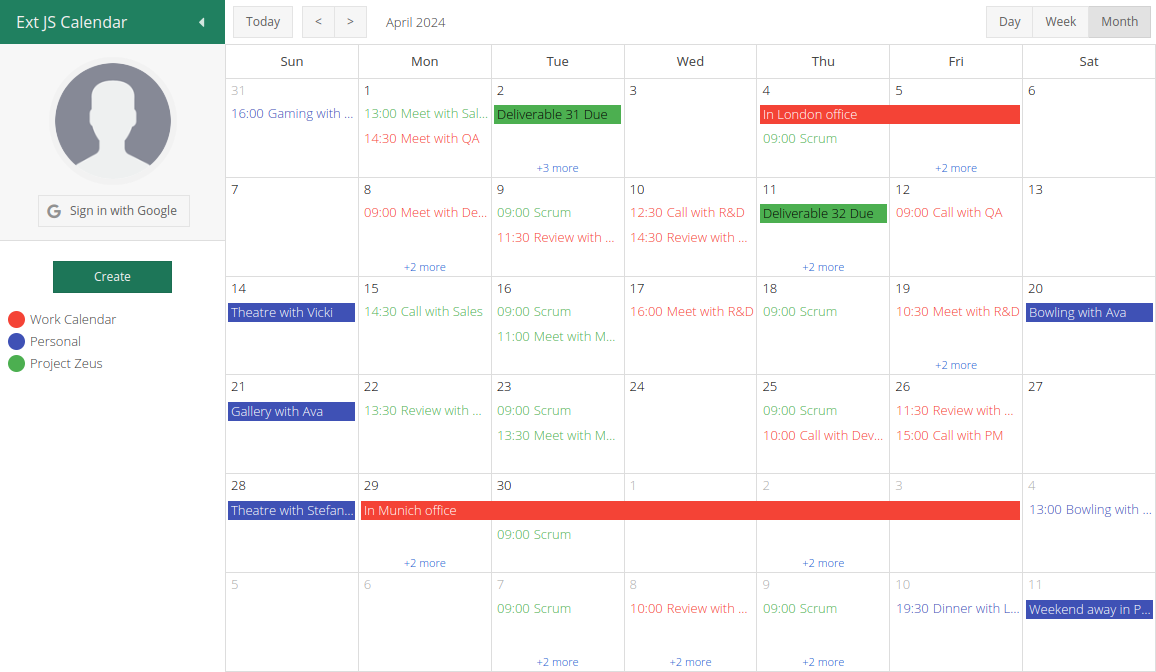 Ext JS Calendar
Today < > April 2024 Day Week Month
Sun Mon Tue Wed Thu Fri Sat
Sign in with Google
Create
Work Calendar
Personal
Project Zeus
31 1 2 3 4 5 6
16:00 Gaming with ... 13:00 Meet with Sal... Deliverable 31 Due In London office
14:30 Meet with QA 09:00 Scrum
+3 more +2 more
7 8 9 10 11 12 13
09:00 Meet with De... 09:00 Scrum 12:30 Call with R&D Deliverable 32 Due 09:00 Call with QA
11:30 Review with ... 14:30 Review with ...
+2 more +2 more
14 15 16 17 18 19 20
Theatre with Vicki 14:30 Call with Sales 09:00 Scrum 16:00 Meet with R&D 09:00 Scrum 10:30 Meet with R&D Bowling with Ava
11:00 Meet with M...
+2 more
21 22 23 24 25 26 27
Gallery with Ava 13:30 Review with ... 09:00 Scrum 09:00 Scrum 11:30 Review with ...
13:30 Meet with M... 10:00 Call with Dev... 15:00 Call with PM
28 29 30 1 2 3 4
Theatre with Stefan... In Munich office 13:00 Bowling with ...
09:00 Scrum
+2 more +2 more
5 6 7 8 9 10 11
09:00 Scrum 10:00 Review with ... 09:00 Scrum 19:30 Dinner with L... Weekend away in P...
+2 more +2 more +2 more